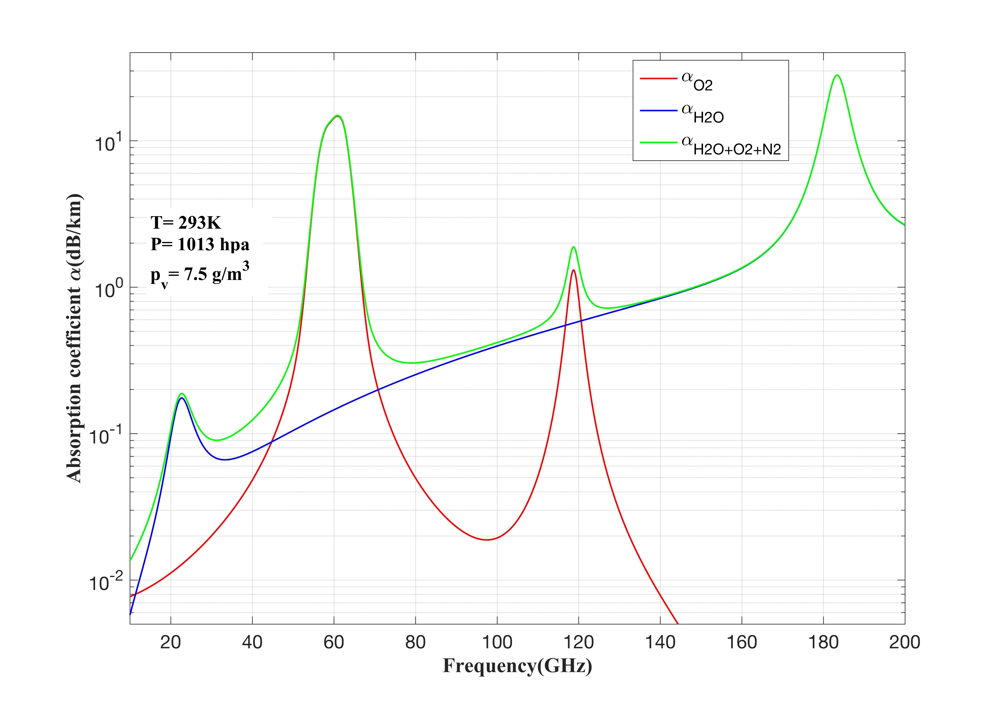 α_O2
α_H2O
α_H2O+O2+N2
10^1
10^0
10^-1
10^-2
Absorption coefficient α(dB/km)
T= 293K
P= 1013 hpa
p_v= 7.5 g/m^3
20 40 60 80 100 120 140 160 180 200
Frequency(GHz)